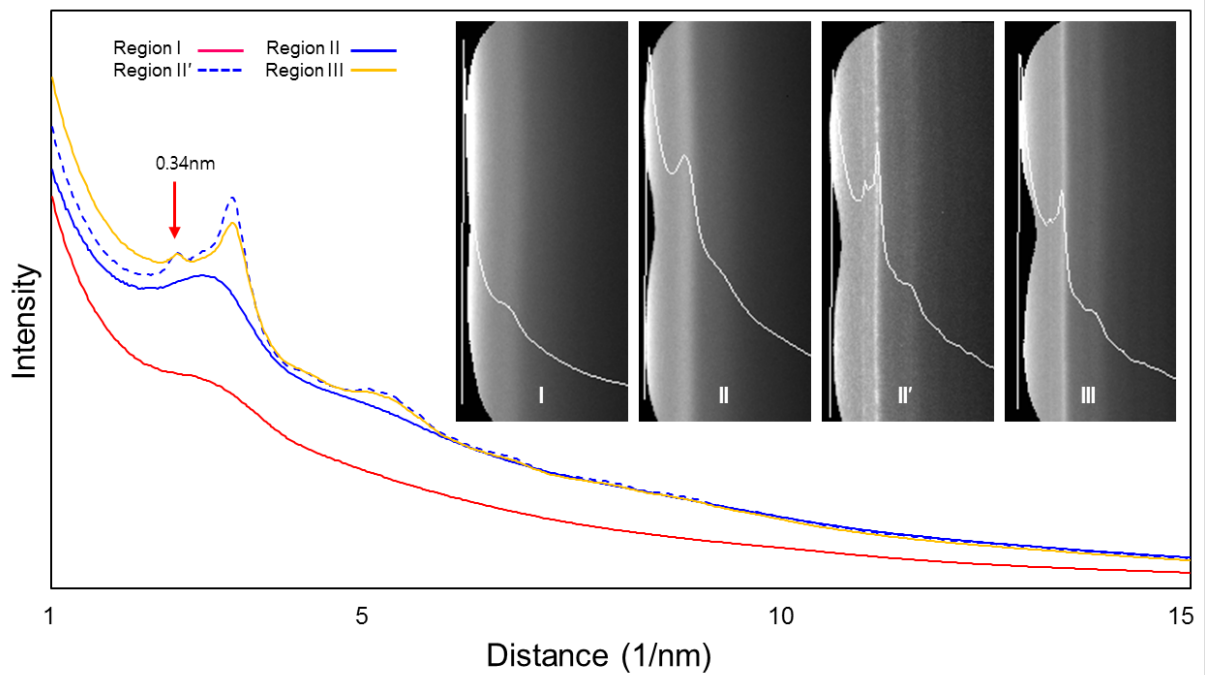 Region I
Region II
Region II′
Region III
0.34nm
I
II
II′
III
Intensity
1
5
10
15
Distance (1/nm)